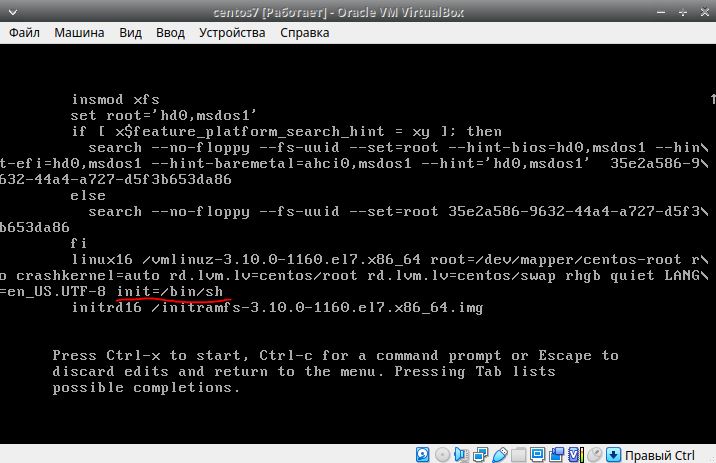 centos7 [Работает] - Oracle VM VirtualBox
Файл Машина Вид Ввод Устройства Справка
insmod xfs
set root='hd0,msdos1'
if [ x$feature_platform_search_hint = xy ]; then
search --no-floppy --fs-uuid --set=root --hint-bios=hd0,msdos1 --hin\
t-efi=hd0,msdos1 --hint-baremetal=ahci0,msdos1 --hint='hd0,msdos1' 35e2a586-9\
632-44a4-a727-d5f3b653da86
else
search --no-floppy --fs-uuid --set=root 35e2a586-9632-44a4-a727-d5f3\
b653da86
fi
linux16 /vmlinuz-3.10.0-1160.el7.x86_64 root=/dev/mapper/centos-root r\
o crashkernel=auto rd.lvm.lv=centos/root rd.lvm.lv=centos/swap rhgb quiet LANG\
=en_US.UTF-8 init=/bin/sh
initrd16 /initramfs-3.10.0-1160.el7.x86_64.img
Press Ctrl-x to start, Ctrl-c for a command prompt or Escape to
discard edits and return to the menu. Pressing Tab lists
possible completions.
Правый Ctrl